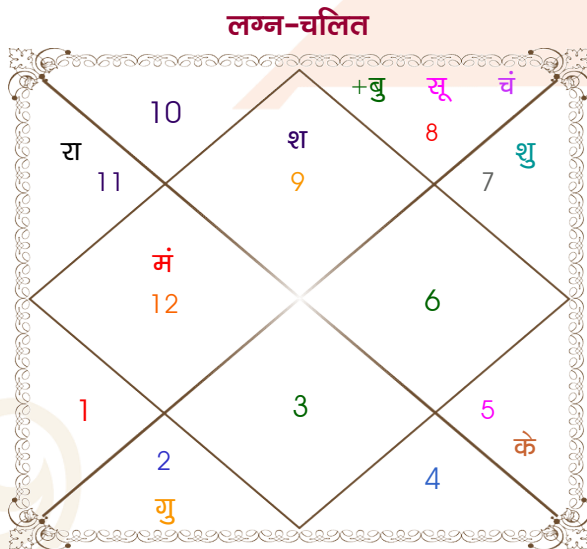 लग्न-चलित
+बु सू चं
10 8
श
रा शु
11 9 7
मं
12 6
1 3 5
के
2 4
गु